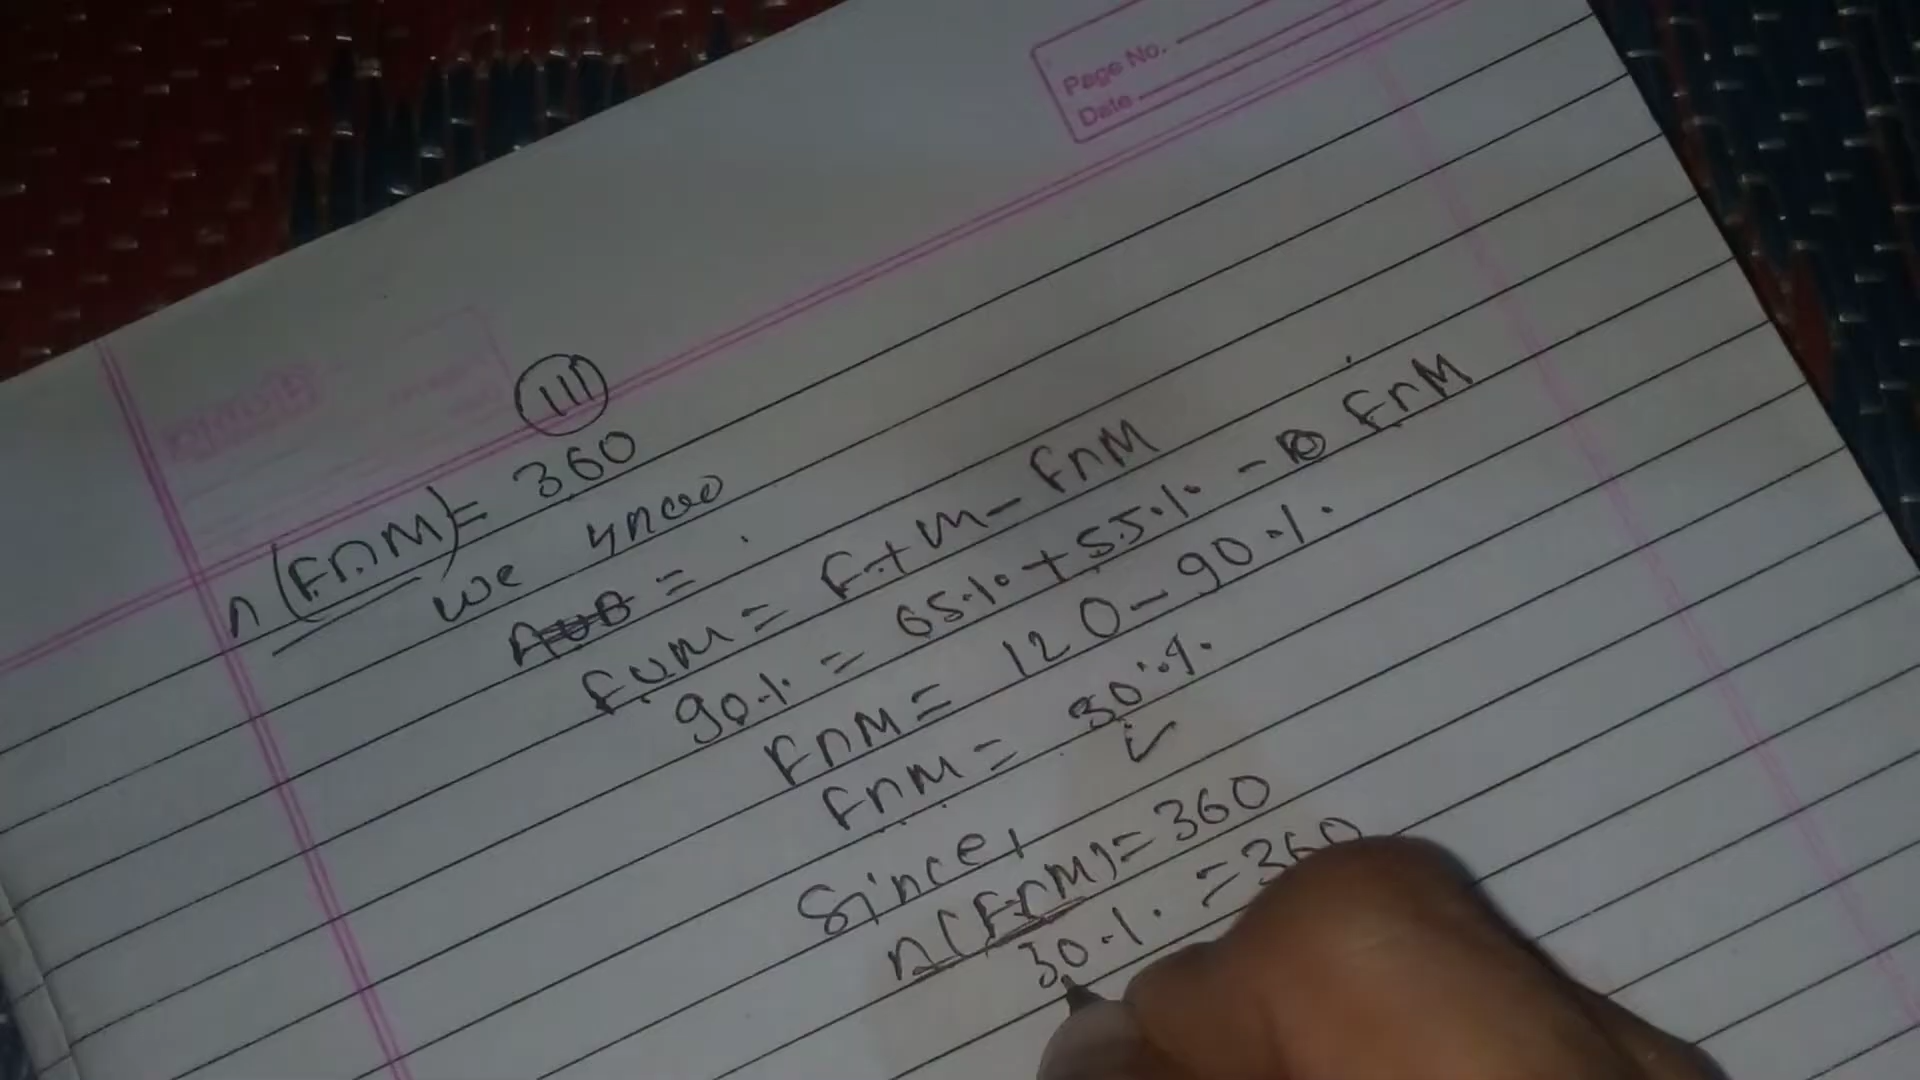 Page No.
Date
III
n(F∩M) = 360
we know
A∪B =
F∪M = F + M - F∩M
90% = 65% + 55% - F∩M
F∩M = 120 - 90%
F∩M = 30%
Since,
n(F∩M) = 360
30% = 360